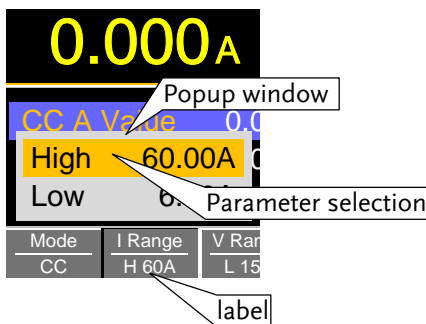 0.000A
Popup window
CC A Value 0.0
High 60.00A
Low 6.
Parameter selection
Mode I Range V Ran
CC H 60A L 15
label